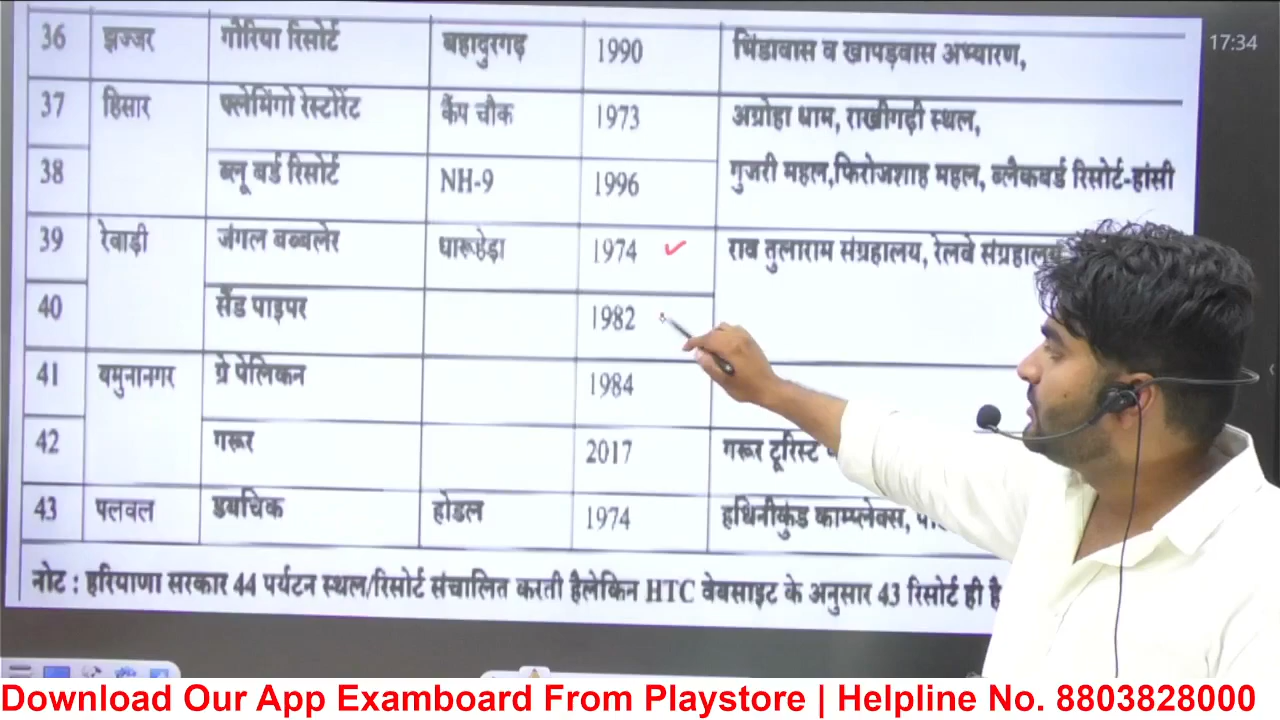 36 झज्जर गौरिया रिसोर्ट बहादुरगढ़ 1990 भिंडावास व खापड़वास अभ्यारण,
17:34
37 हिसार फ्लेमिंगो रेस्टोरेंट कैंप चौक 1973 अग्रोहा धाम, राखीगढ़ी स्थल,
38 ब्लू बर्ड रिसोर्ट NH-9 1996 गुजरी महल,फिरोजशाह महल, ब्लैकबर्ड रिसोर्ट-हांसी
39 रेवाड़ी जंगल बब्बलेर धारूहेड़ा 1974 राव तुलाराम संग्रहालय, रेलवे संग्रहालय
40 सैंड पाइपर 1982
41 यमुनानगर ग्रे पेलिकन 1984
42 गरूर 2017 गरूर टूरिस्ट
43 पलवल डबचिक होडल 1974 हथिनीकुंड काम्प्लेक्स,
नोट : हरियाणा सरकार 44 पर्यटन स्थल/रिसोर्ट संचालित करती हैलेकिन HTC वेबसाइट के अनुसार 43 रिसोर्ट ही है
Download Our App Examboard From Playstore | Helpline No. 8803828000